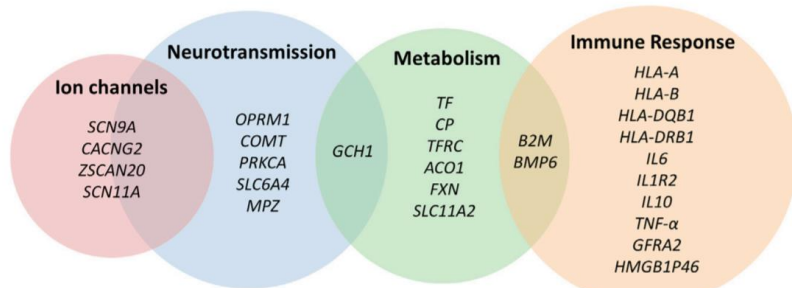 Ion channels
SCN9A
CACNG2
ZSCAN20
SCN11A
Neurotransmission
OPRM1
COMT
PRKCA
SLC6A4
MPZ
GCH1
Metabolism
TF
CP
TFRC
ACO1
FXN
SLC11A2
B2M
BMP6
Immune Response
HLA-A
HLA-B
HLA-DQB1
HLA-DRB1
IL6
IL1R2
IL10
TNF-α
GFRA2
HMGB1P46